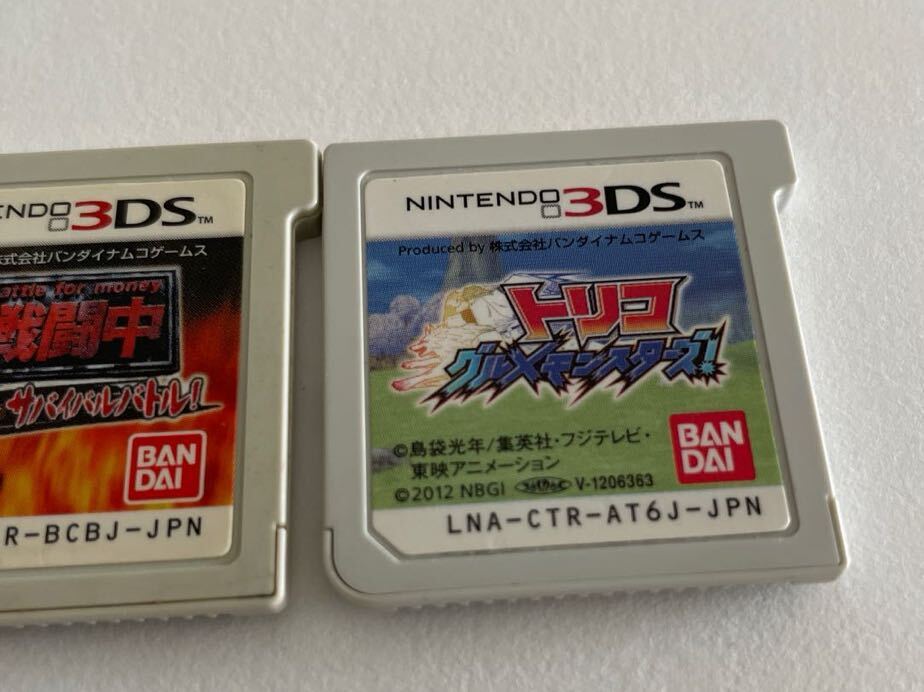 ENDO 3DS™
式会社バンダイナムコゲームス
attle for money
戦闘中
サバイバルバトル!
BAN
DAI
R-BCBJ-JPN
NINTENDO 3DS™
Produced by 株式会社バンダイナムコゲームス
トリコ
グルメモンスターズ!
©島袋光年/集英社・フジテレビ・
東映アニメーション
©2012 NBGI V-1206363
BAN
DAI
LNA-CTR-AT6J-JPN